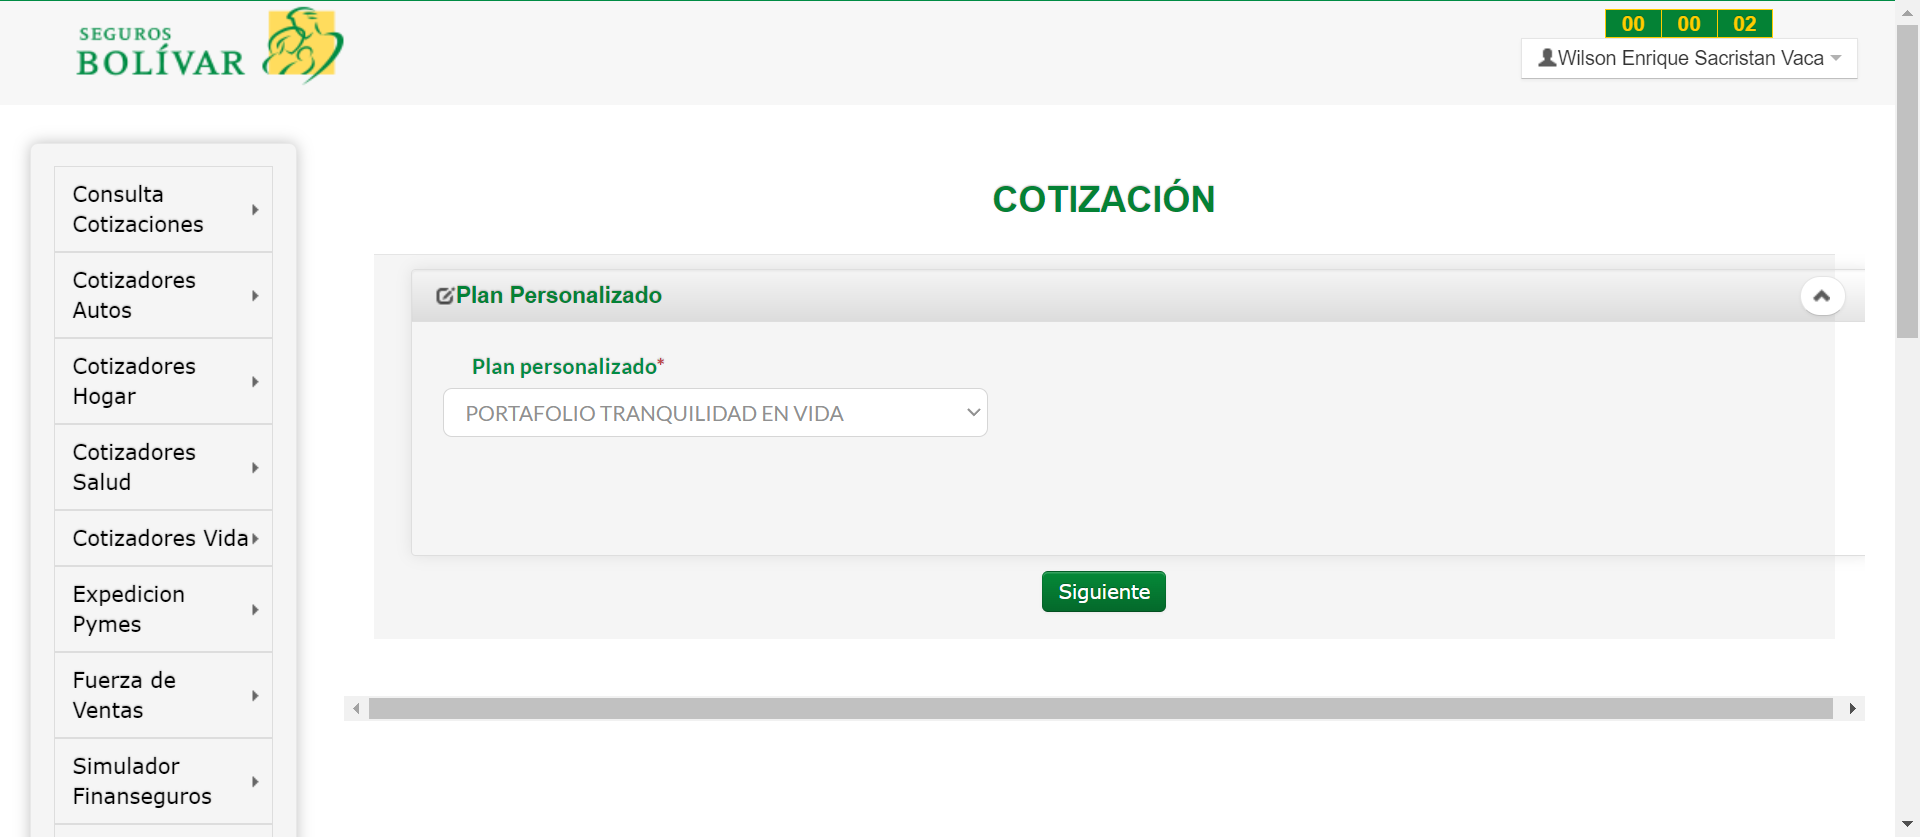 SEGUROS
BOLÍVAR
00 00 02
Wilson Enrique Sacristan Vaca
Consulta
Cotizaciones
Cotizadores
Autos
Cotizadores
Hogar
Cotizadores
Salud
Cotizadores Vida
Expedicion
Pymes
Fuerza de
Ventas
Simulador
Finanseguros
COTIZACIÓN
Plan Personalizado
Plan personalizado*
PORTAFOLIO TRANQUILIDAD EN VIDA
Siguiente